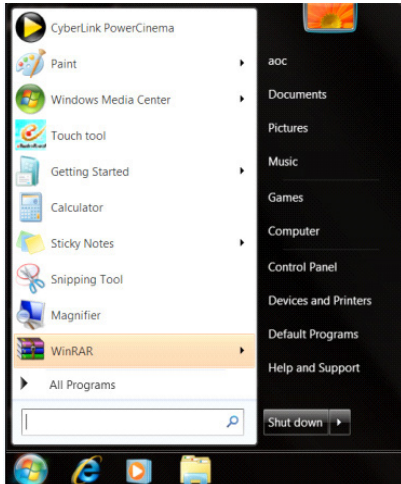 CyberLink PowerCinema
Paint
Windows Media Center
Touch tool
Getting Started
Calculator
Sticky Notes
Snipping Tool
Magnifier
WinRAR
All Programs
aoc
Documents
Pictures
Music
Games
Computer
Control Panel
Devices and Printers
Default Programs
Help and Support
Shut down